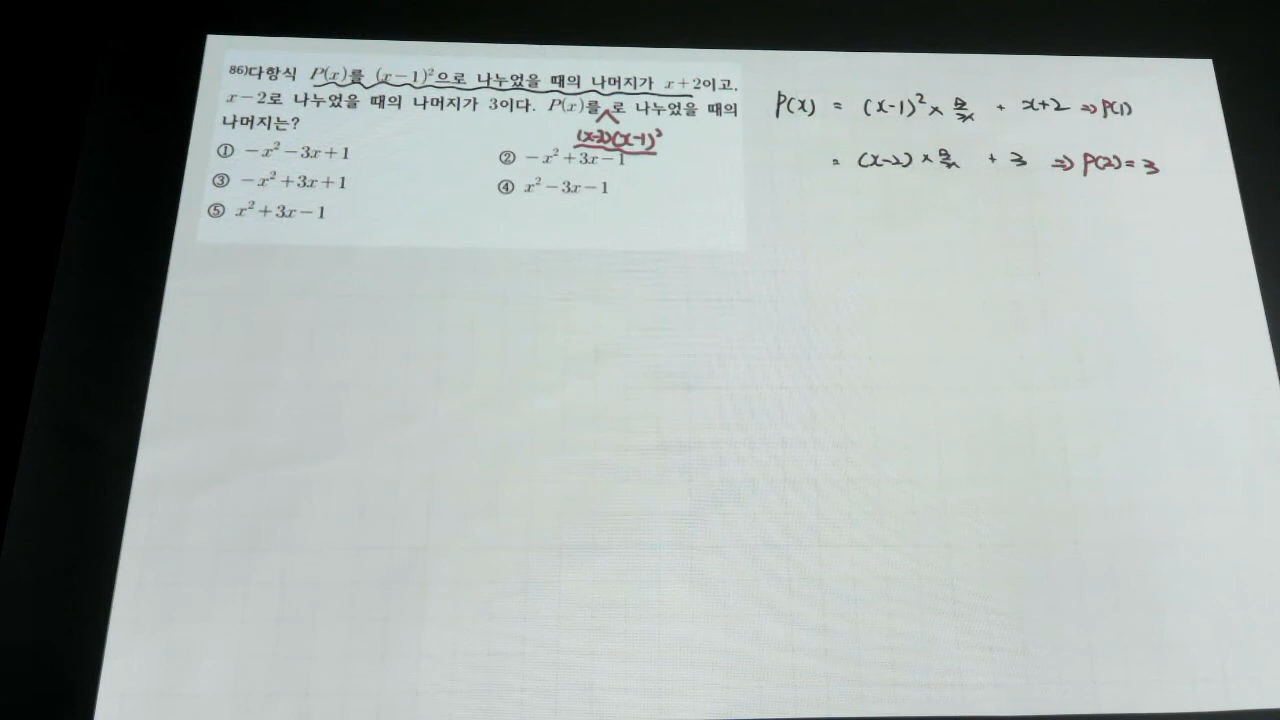 86)다항식 P(x)를 (x-1)²으로 나누었을 때의 나머지가 x+2이고,
x-2로 나누었을 때의 나머지가 3이다. P(x)를 로 나누었을 때의
(x-2)(x-1)²
나머지는?
① -x²-3x+1
② -x²+3x-1
③ -x²+3x+1
④ x²-3x-1
⑤ x²+3x-1
P(x) = (x-1)² × 몫 + x+2 ⇒ P(1)
= (x-2) × 몫 + 3 ⇒ P(2)=3